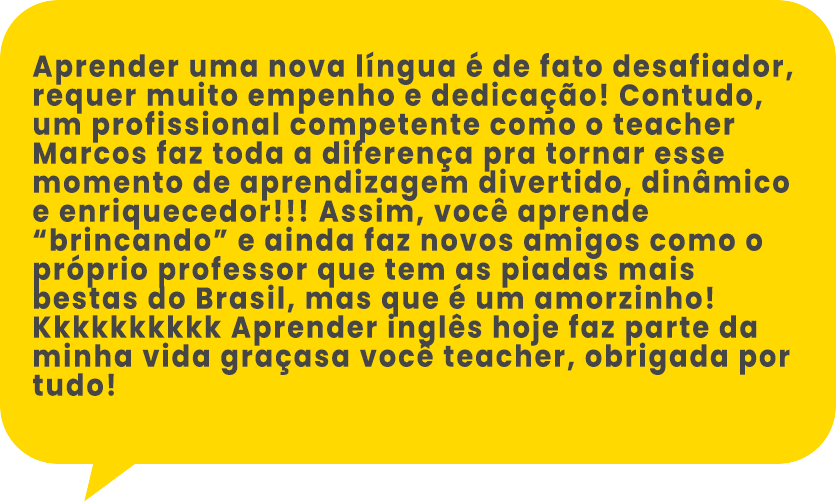 Aprender uma nova língua é de fato desafiador,
requer muito empenho e dedicação! Contudo,
um profissional competente como o teacher
Marcos faz toda a diferença pra tornar esse
momento de aprendizagem divertido, dinâmico
e enriquecedor!!! Assim, você aprende
“brincando” e ainda faz novos amigos como o
próprio professor que tem as piadas mais
bestas do Brasil, mas que é um amorzinho!
Kkkkkkkkkk Aprender inglês hoje faz parte da
minha vida graçasa você teacher, obrigada por
tudo!